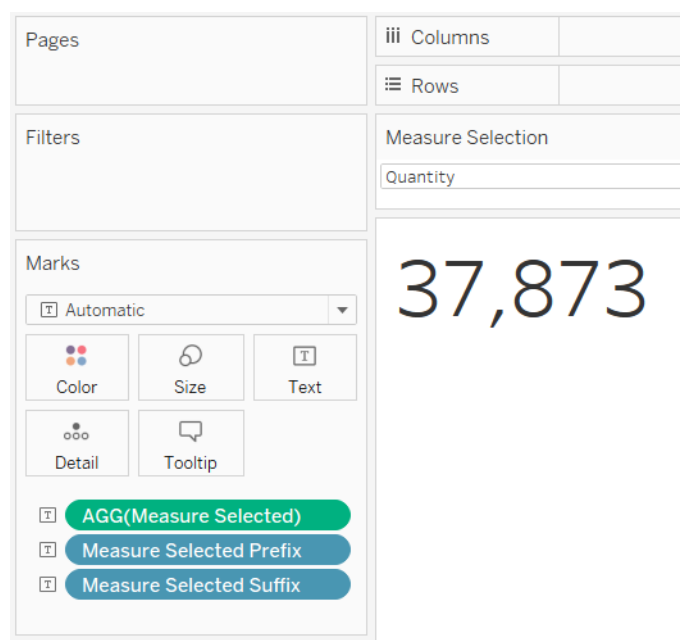 Pages
Columns
Rows
Filters
Measure Selection
Quantity
37,873
Marks
Automatic
Color
Size
Text
Detail
Tooltip
AGG(Measure Selected)
Measure Selected Prefix
Measure Selected Suffix